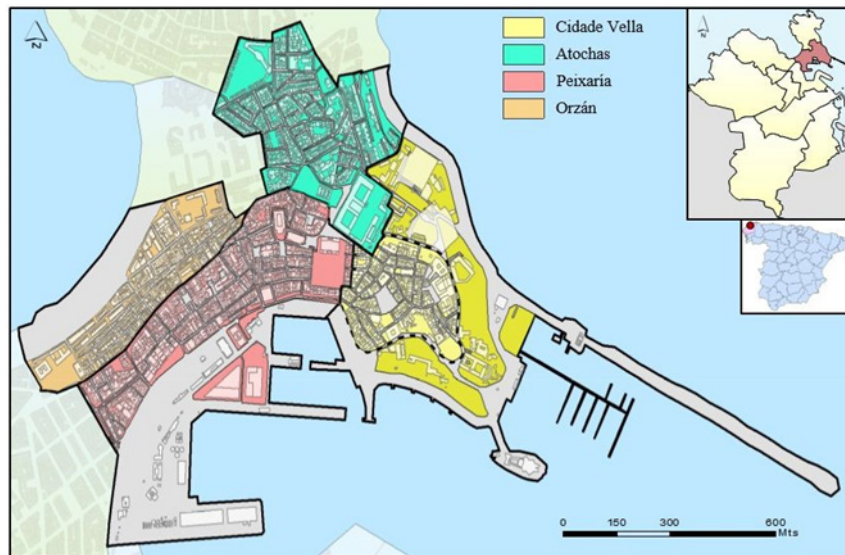 Cidade Vella
Atochas
Peixaría
Orzán
N
N
0 150 300 600
Mts